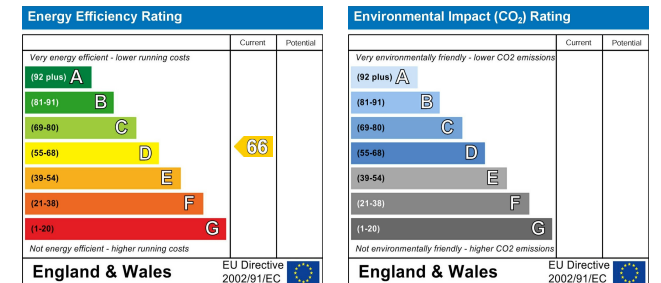 Energy Efficiency Rating
Current Potential
Very energy efficient - lower running costs
(92 plus) A
(81-91) B
(69-80) C
(55-68) D
66
(39-54) E
(21-38) F
(1-20) G
Not energy efficient - higher running costs
England & Wales
EU Directive
2002/91/EC
Environmental Impact (CO₂) Rating
Current Potential
Very environmentally friendly - lower CO2 emissions
(92 plus) A
(81-91) B
(69-80) C
(55-68) D
(39-54) E
(21-38) F
(1-20) G
Not environmentally friendly - higher CO2 emissions
England & Wales
EU Directive
2002/91/EC